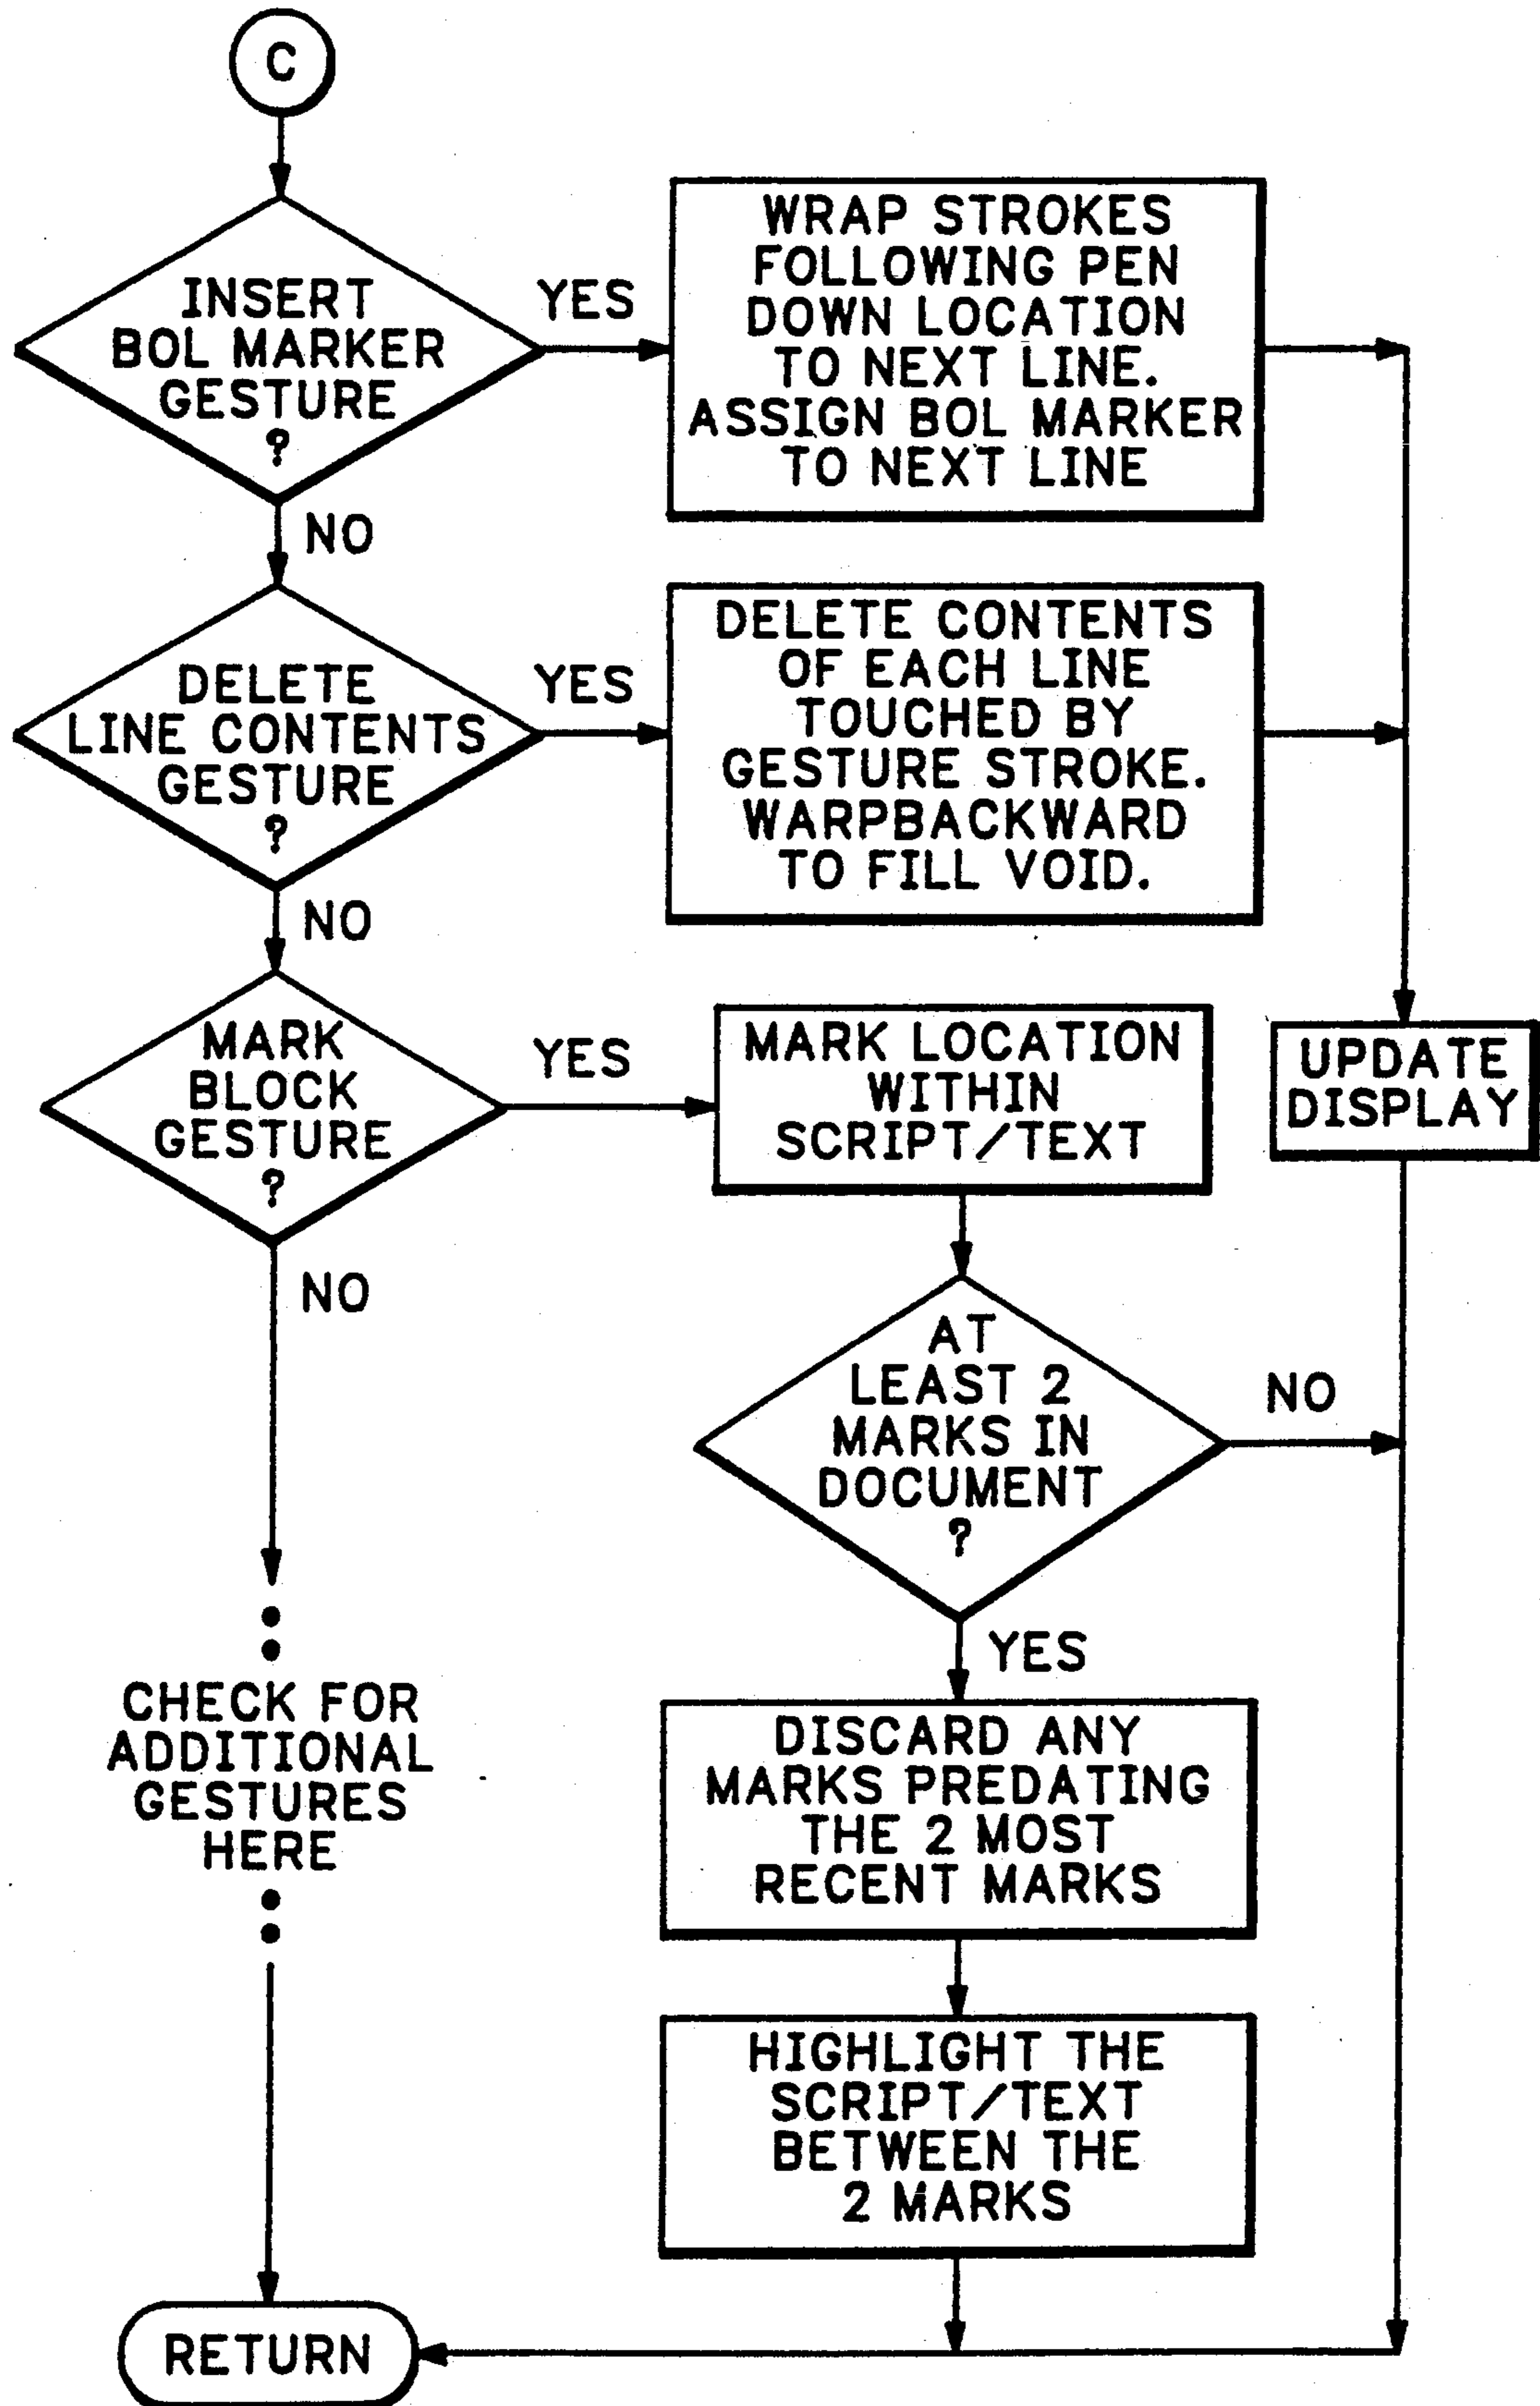 C
INSERT
BOL MARKER
GESTURE
?
YES
WRAP STROKES
FOLLOWING PEN
DOWN LOCATION
TO NEXT LINE.
ASSIGN BOL MARKER
TO NEXT LINE
NO
DELETE
LINE CONTENTS
GESTURE
?
YES
DELETE CONTENTS
OF EACH LINE
TOUCHED BY
GESTURE STROKE.
WARPBACKWARD
TO FILL VOID.
NO
MARK
BLOCK
GESTURE
?
YES
MARK LOCATION
WITHIN
SCRIPT/TEXT
UPDATE
DISPLAY
NO
AT
LEAST 2
MARKS IN
DOCUMENT
?
NO
YES
CHECK FOR
ADDITIONAL
GESTURES
HERE
DISCARD ANY
MARKS PREDATING
THE 2 MOST
RECENT MARKS
HIGHLIGHT THE
SCRIPT/TEXT
BETWEEN THE
2 MARKS
RETURN